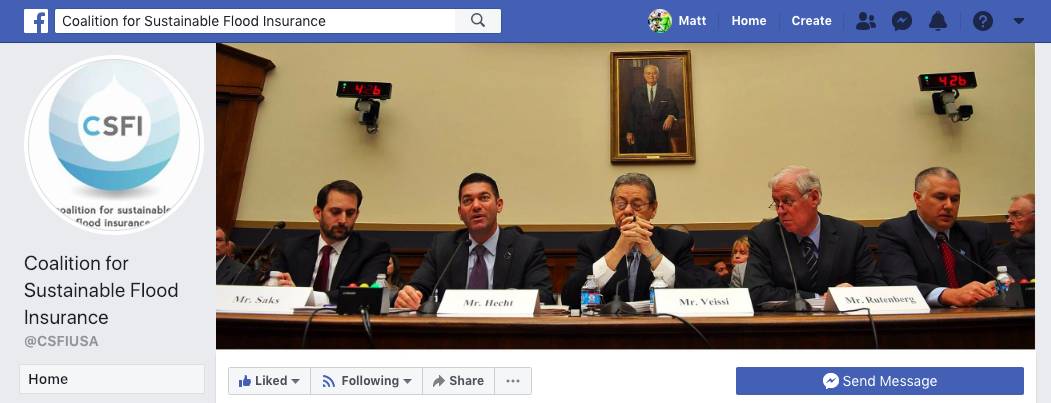 Coalition for Sustainable Flood Insurance
Matt
Home
Create
4:26
4:26
CSFI
coalition for sustainable
flood insurance
Coalition for
Sustainable Flood
Insurance
@CSFIUSA
Mr. Saks
Mr. Hecht
Mr. Veissi
Mr. Rutenberg
Home
Liked
Following
Share
Send Message